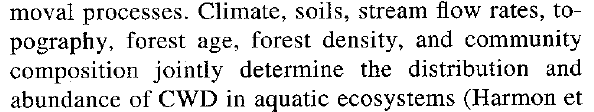 moval processes. Climate, soils, stream flow rates, to-
pography, forest age, forest density, and community
composition jointly determine the distribution and
abundance of CWD in aquatic ecosystems (Harmon et